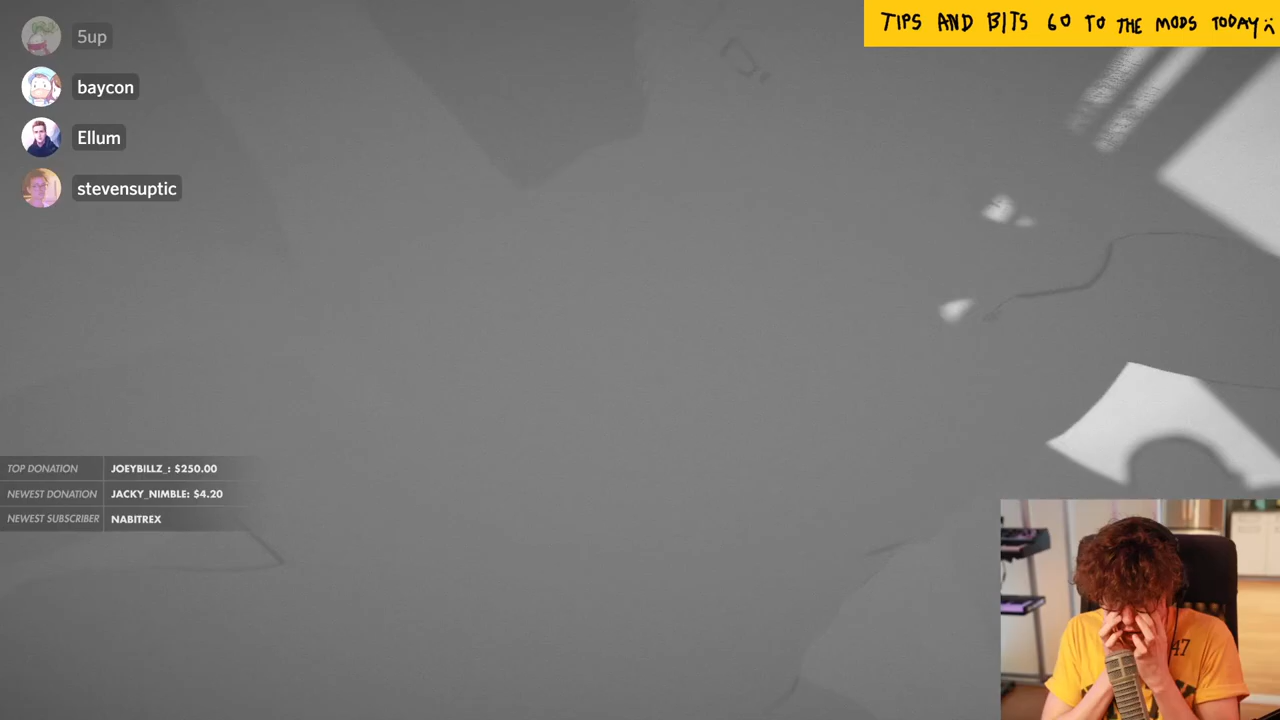 TIPS AND BITS GO TO THE MODS TODAY
5up
baycon
Ellum
stevensuptic
TOP DONATION JOEYBILLZ_: $250.00
NEWEST DONATION JACKY_NIMBLE: $4.20
NEWEST SUBSCRIBER NABITREX
47